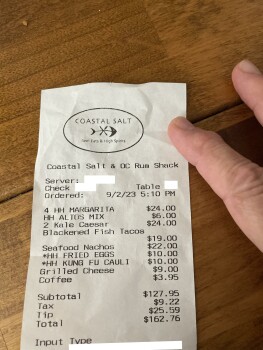 COASTAL SALT
Coastal Salt & OC Rum Shack
Server:
Check Table
Ordered: 9/2/23 5:10 PM
4 HH MARGARITA $24.00
HH ALTOS MIX $6.00
2 Kale Caesar $24.00
Blackened Fish Tacoa
$19.00
Seafood Nachos $22.00
*HH FRIED EGGS $10.00
*HH KUNG FU CAULI $10.00
Grilled Cheese $9.00
Coffee $3.95
Subtotal $127.95
Tax $9.22
Tip $25.59
Total $162.76
Input Type